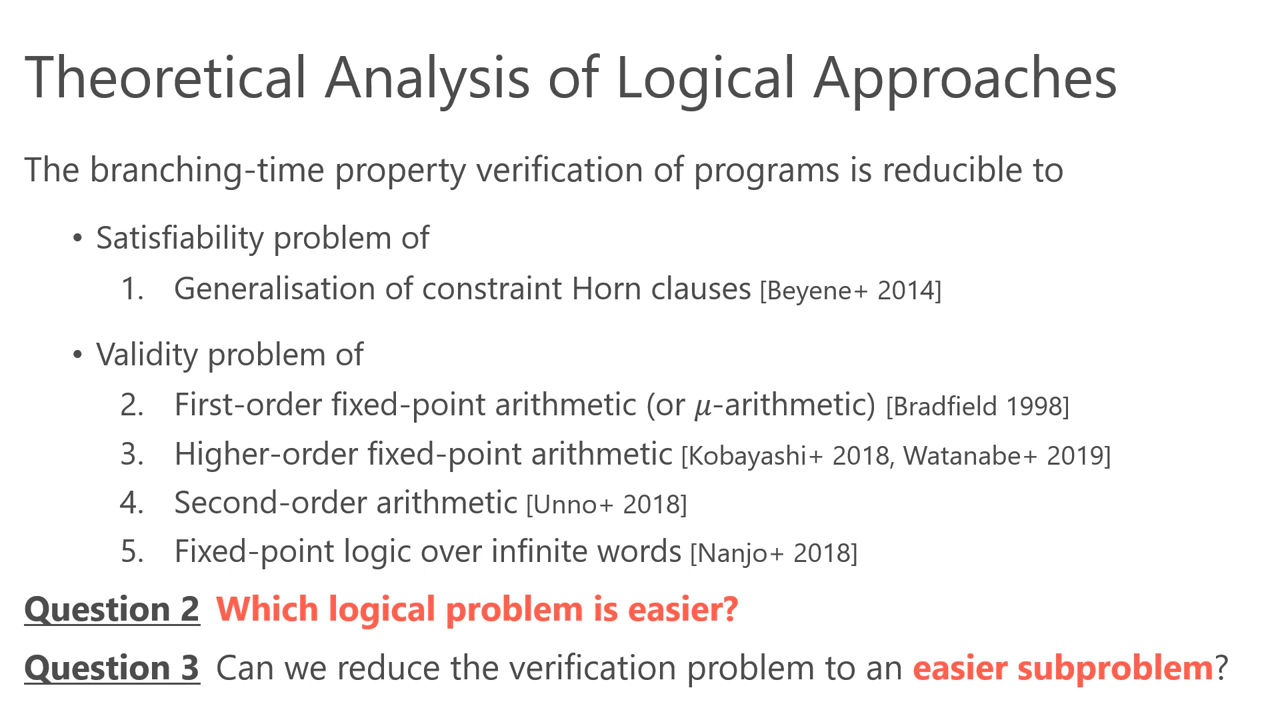 Theoretical Analysis of Logical Approaches
The branching-time property verification of programs is reducible to
• Satisfiability problem of
1. Generalisation of constraint Horn clauses [Beyene+ 2014]
• Validity problem of
2. First-order fixed-point arithmetic (or 𝜇-arithmetic) [Bradfield 1998]
3. Higher-order fixed-point arithmetic [Kobayashi+ 2018, Watanabe+ 2019]
4. Second-order arithmetic [Unno+ 2018]
5. Fixed-point logic over infinite words [Nanjo+ 2018]
Question 2 Which logical problem is easier?
Question 3 Can we reduce the verification problem to an easier subproblem?